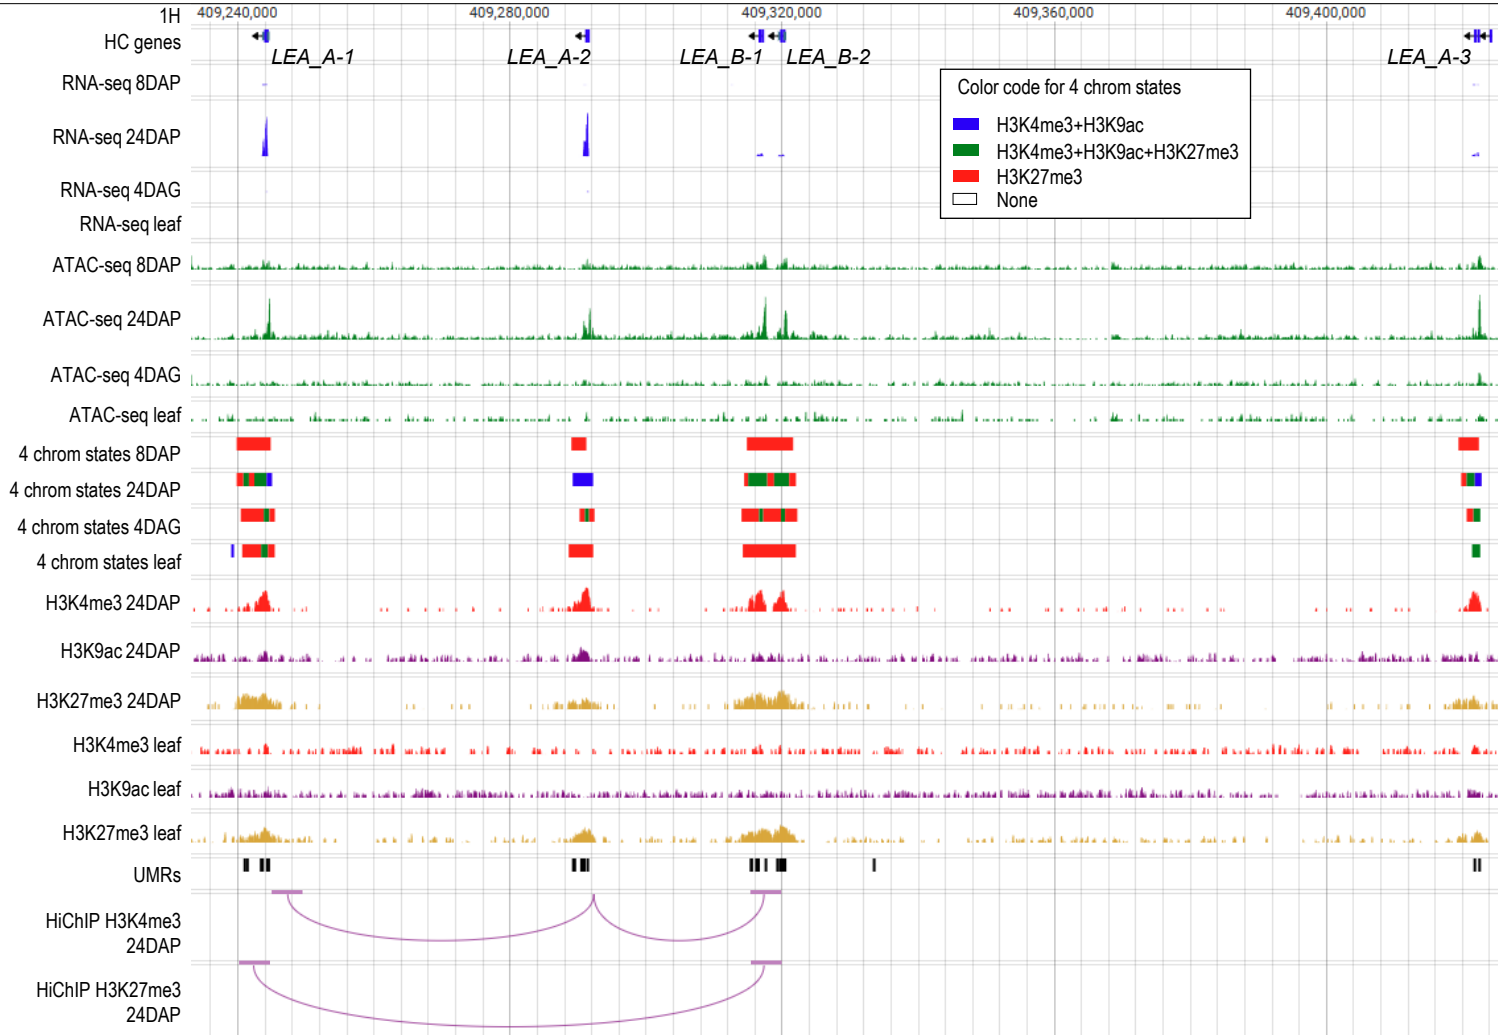 1H 409,240,000 409,280,000 409,320,000 409,360,000 409,400,000
HC genes
LEA_A-1 LEA_A-2 LEA_B-1 LEA_B-2 LEA_A-3
Color code for 4 chrom states
H3K4me3+H3K9ac
H3K4me3+H3K9ac+H3K27me3
H3K27me3
None
RNA-seq 8DAP
RNA-seq 24DAP
RNA-seq 4DAG
RNA-seq leaf
ATAC-seq 8DAP
ATAC-seq 24DAP
ATAC-seq 4DAG
ATAC-seq leaf
4 chrom states 8DAP
4 chrom states 24DAP
4 chrom states 4DAG
4 chrom states leaf
H3K4me3 24DAP
H3K9ac 24DAP
H3K27me3 24DAP
H3K4me3 leaf
H3K9ac leaf
H3K27me3 leaf
UMRs
HiChIP H3K4me3
24DAP
HiChIP H3K27me3
24DAP